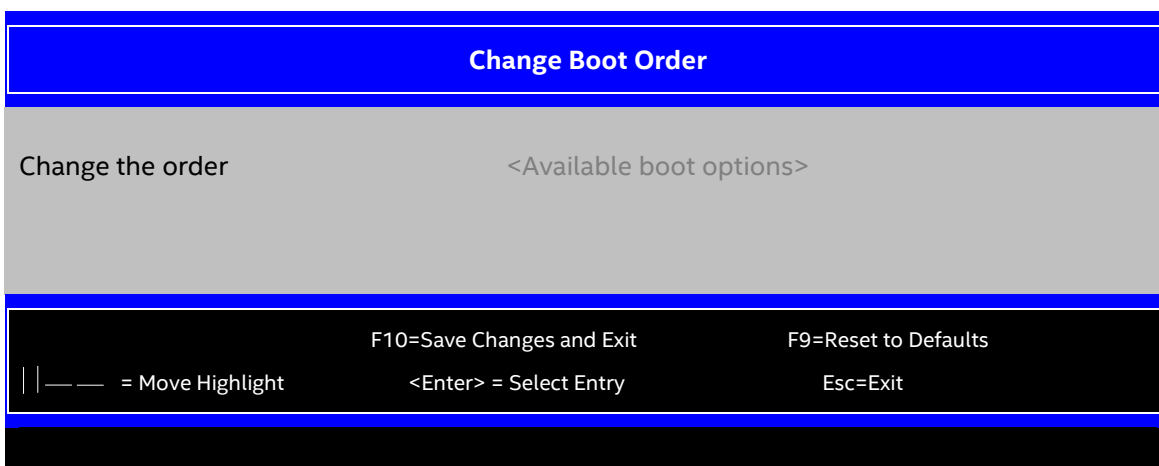 Change Boot Order
Change the order <Available boot options>
F10=Save Changes and Exit F9=Reset to Defaults
= Move Highlight <Enter> = Select Entry Esc=Exit